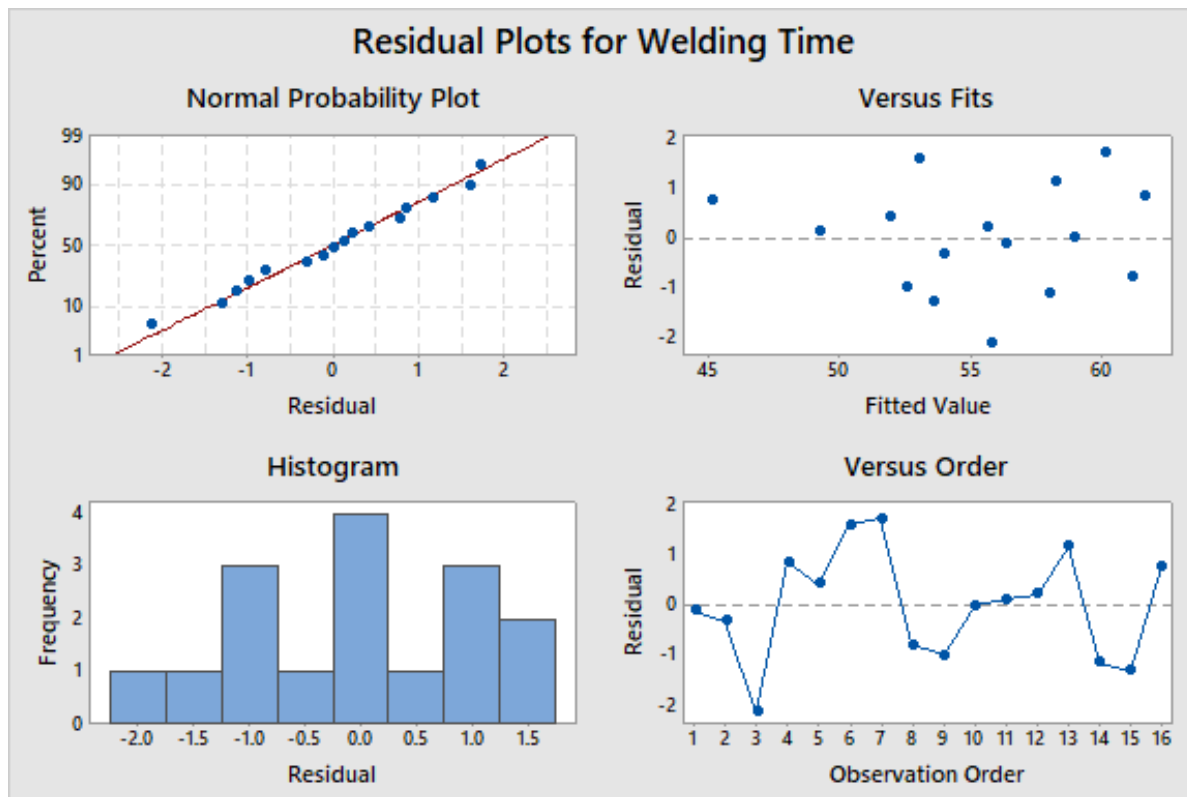 Residual Plots for Welding Time
Normal Probability Plot
99
90
50
10
1
Percent
-2 -1 0 1 2
Residual
Versus Fits
2
1
0
-1
-2
Residual
45 50 55 60
Fitted Value
Histogram
4
3
2
1
0
Frequency
-2.0 -1.5 -1.0 -0.5 0.0 0.5 1.0 1.5
Residual
Versus Order
2
1
0
-1
-2
Residual
1 2 3 4 5 6 7 8 9 10 11 12 13 14 15 16
Observation Order